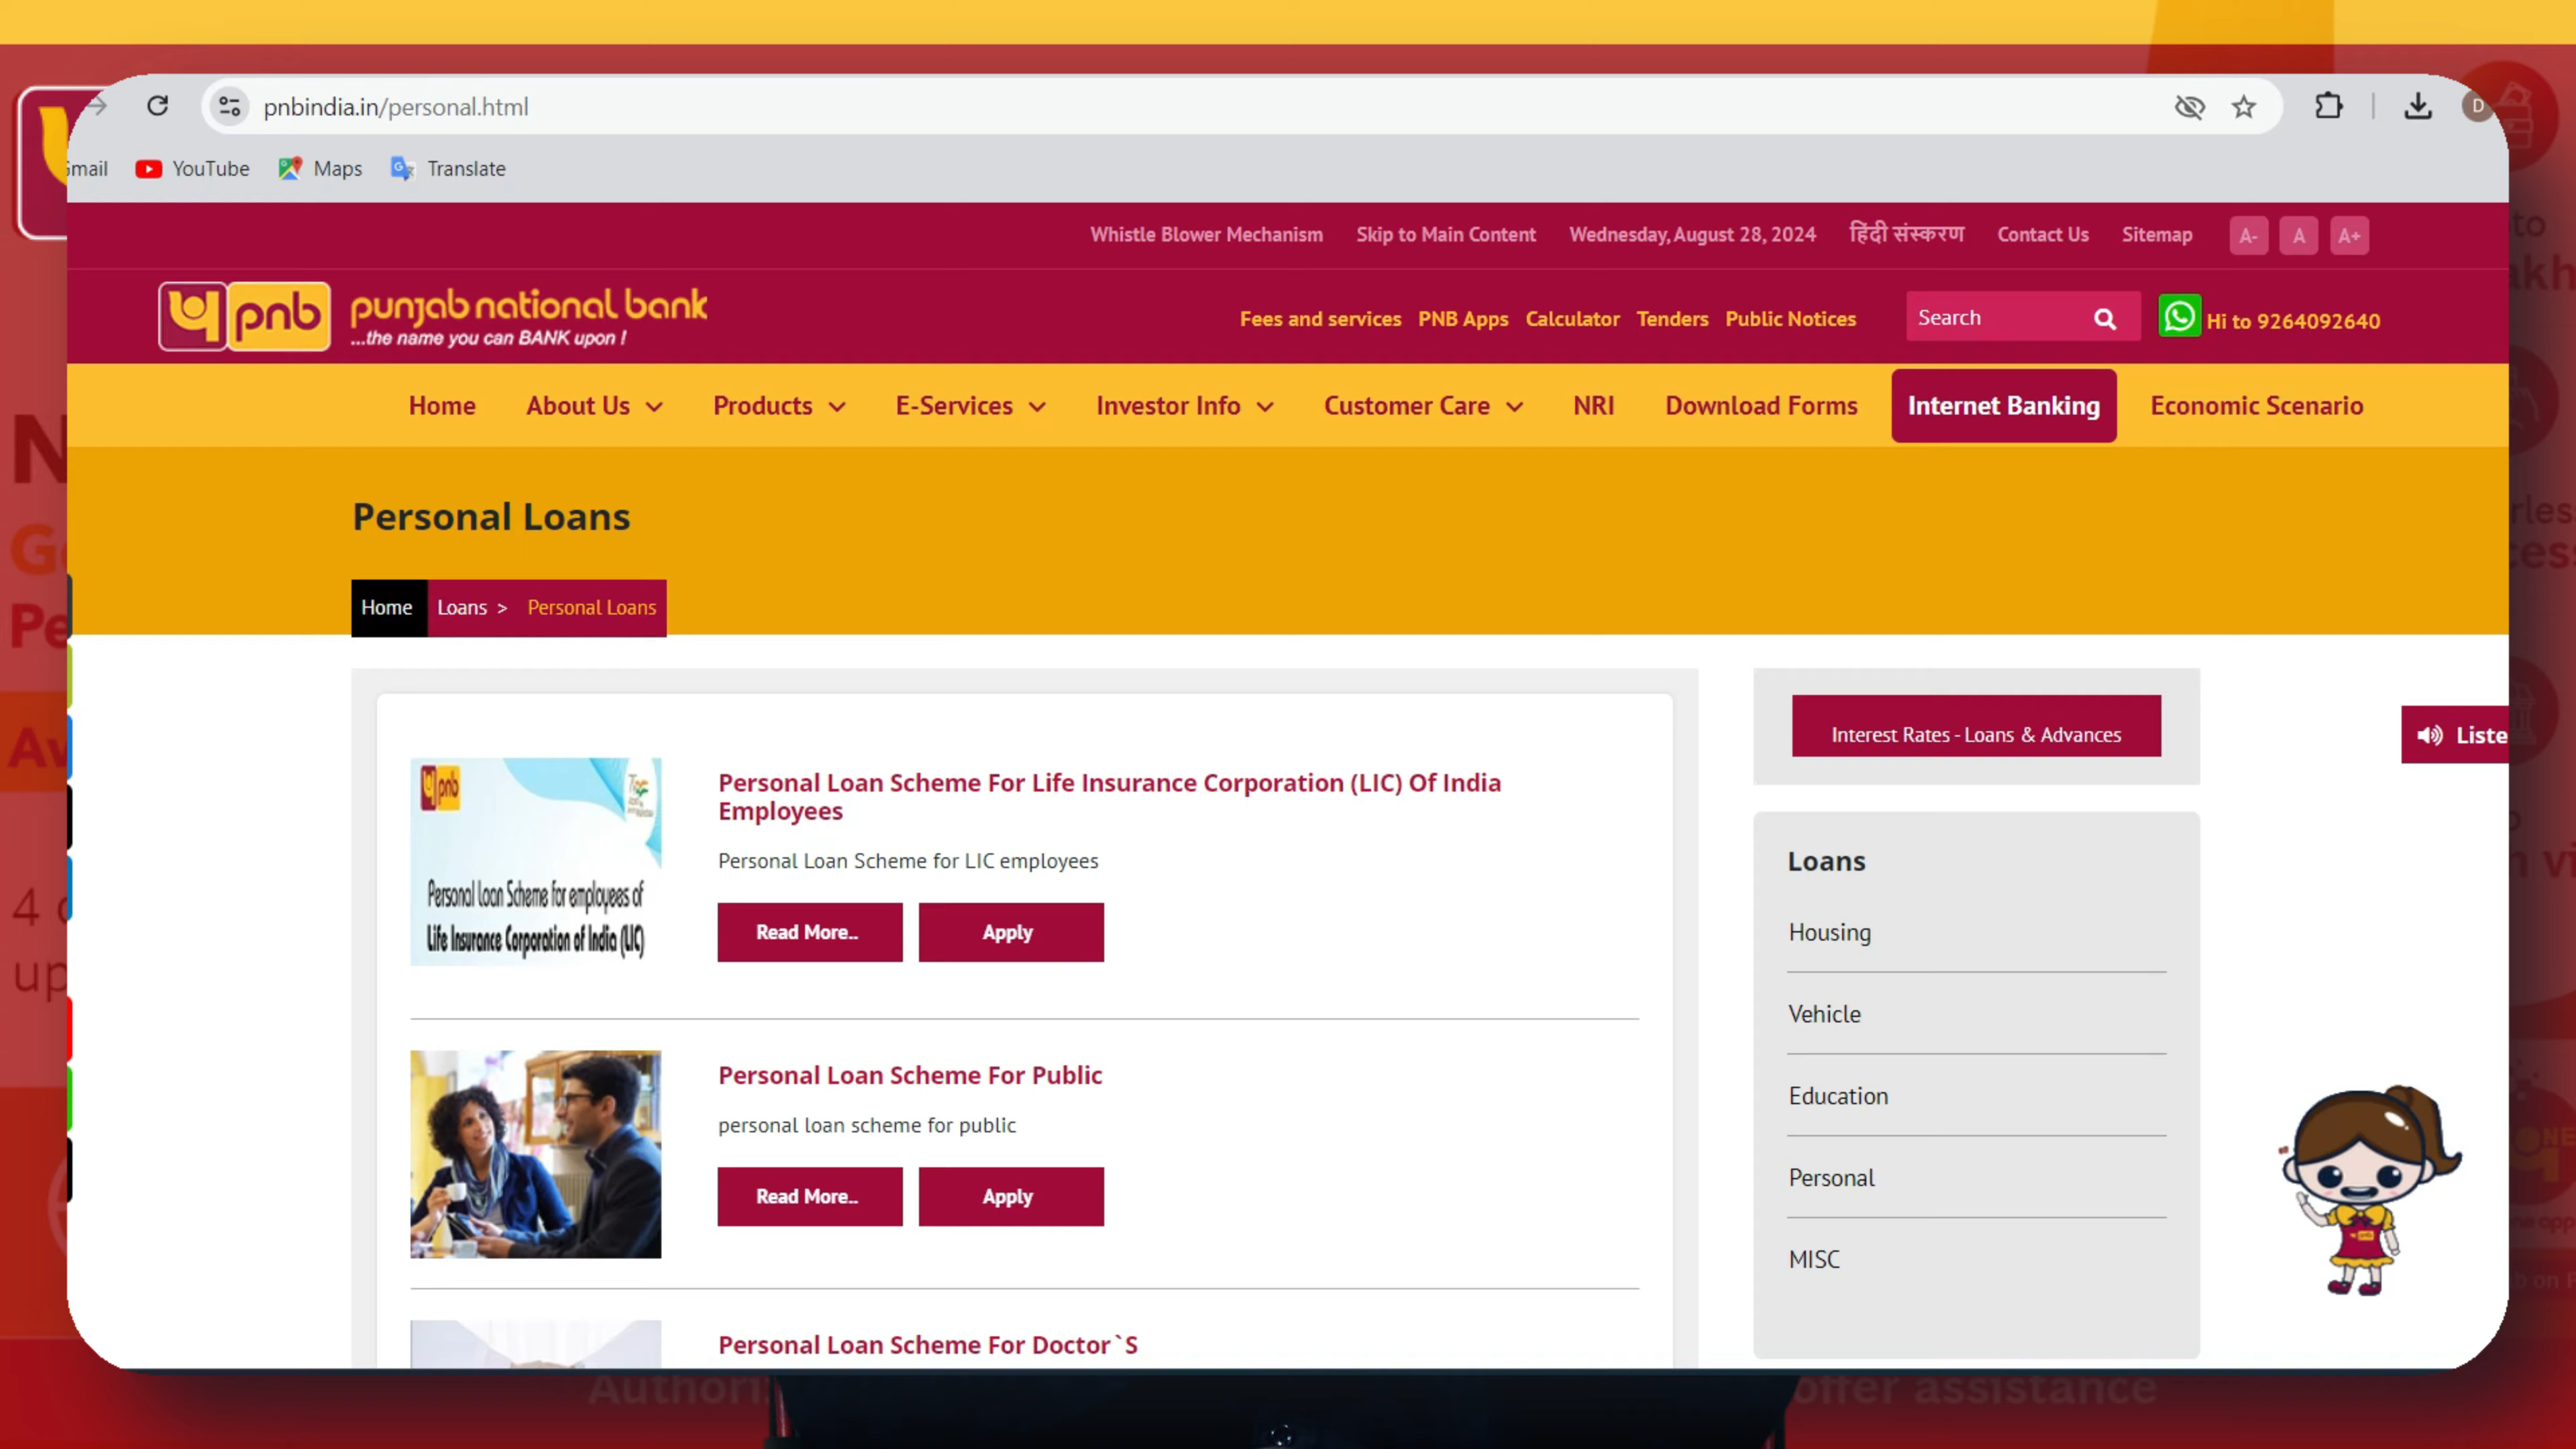 pnbindia.in/personal.html
D
YouTube
Maps
Translate
Whistle Blower Mechanism
Skip to Main Content
Wednesday, August 28, 2024
हिंदी संस्करण
Contact Us
Sitemap
A-
A
A+
pnb
punjab national bank
...the name you can BANK upon !
Fees and services
PNB Apps
Calculator
Tenders
Public Notices
Search
Hi to 9264092640
Home
About Us
Products
E-Services
Investor Info
Customer Care
NRI
Download Forms
Internet Banking
Economic Scenario
Personal Loans
Home
Loans >
Personal Loans
pnb
Personal Loan Scheme for employees of
Life Insurance Corporation of India (LIC)
Personal Loan Scheme For Life Insurance Corporation (LIC) Of India
Employees
Personal Loan Scheme for LIC employees
Read More..
Apply
Personal Loan Scheme For Public
personal loan scheme for public
Read More..
Apply
Personal Loan Scheme For Doctor`S
Interest Rates - Loans & Advances
Loans
Housing
Vehicle
Education
Personal
MISC
offer assistance